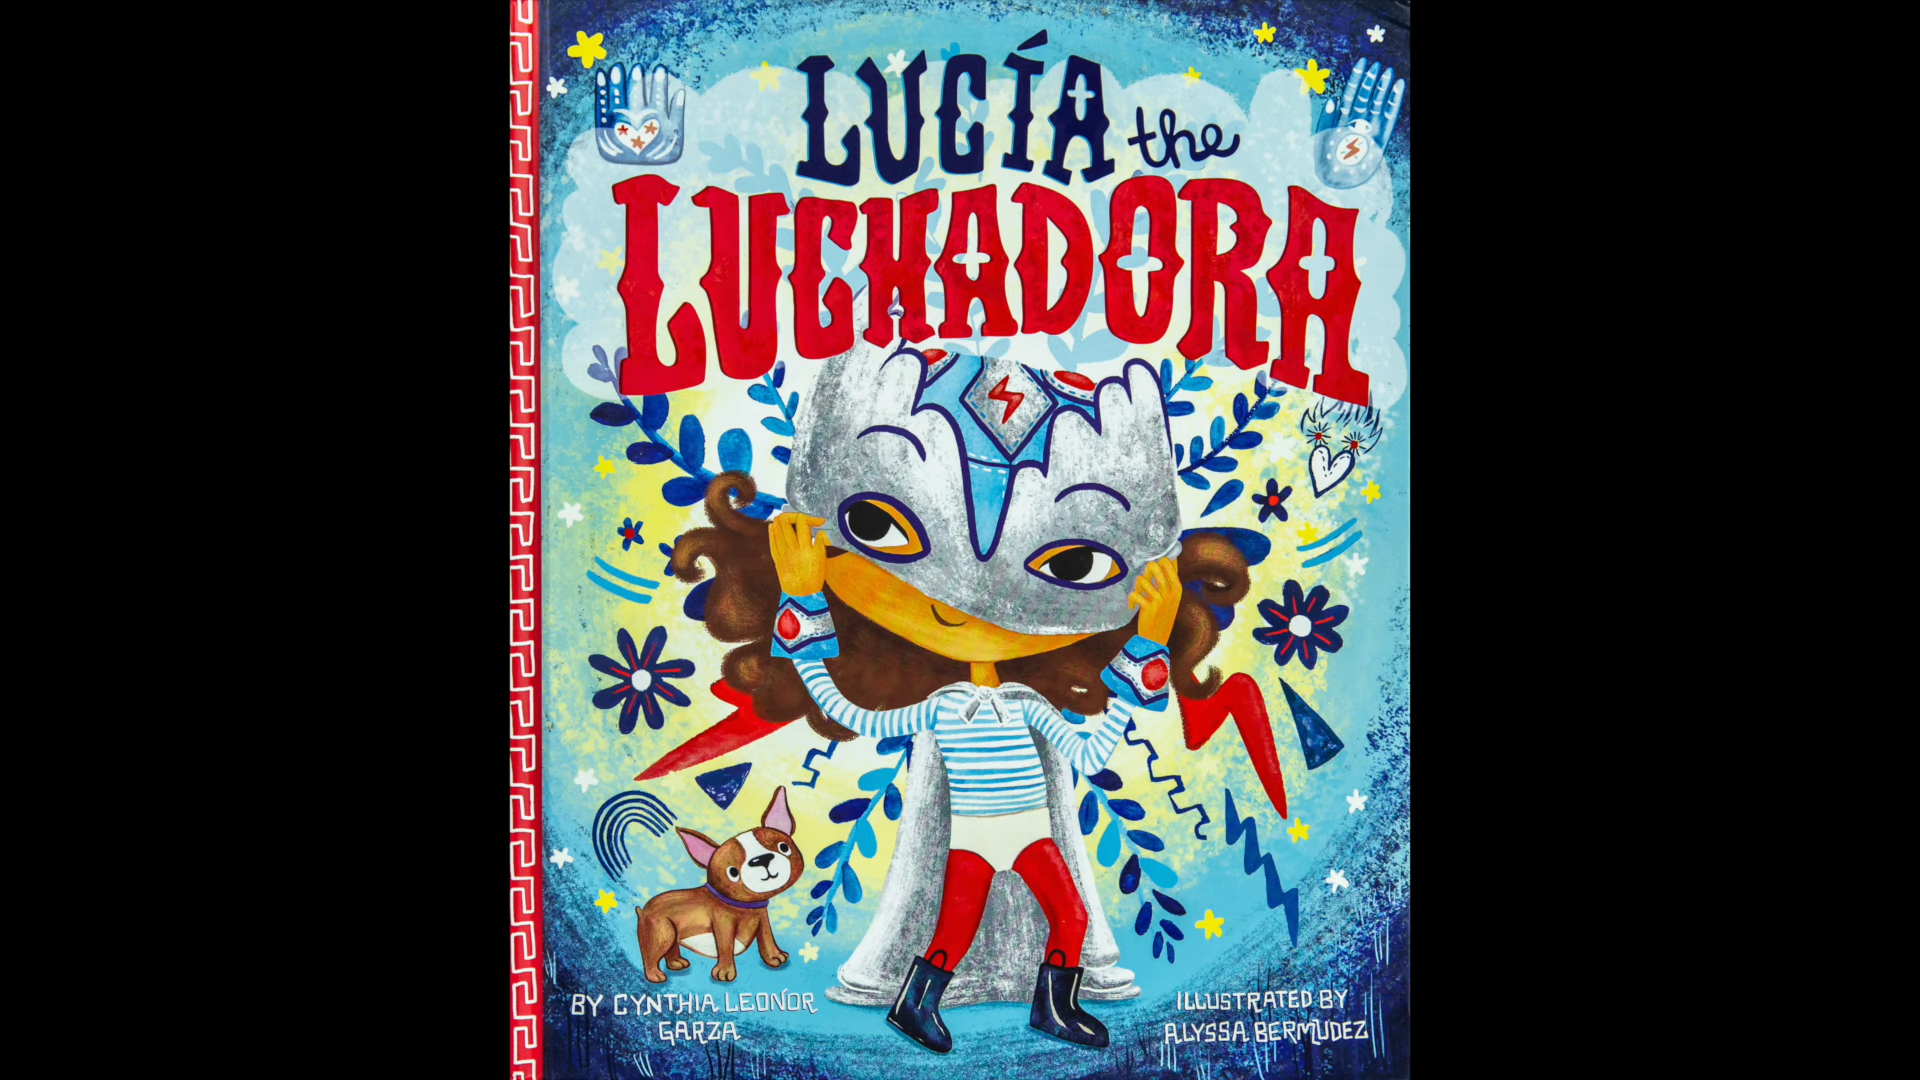 LUCÍA the
LUCHADORA
BY CYNTHIA LEONOR
GARZA
ILLUSTRATED BY
ALYSSA BERMUDEZ